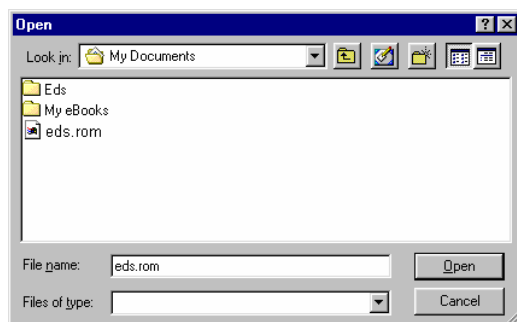 Open
Look in: My Documents
Eds
My eBooks
eds.rom
File name: eds.rom Open
Files of type: Cancel